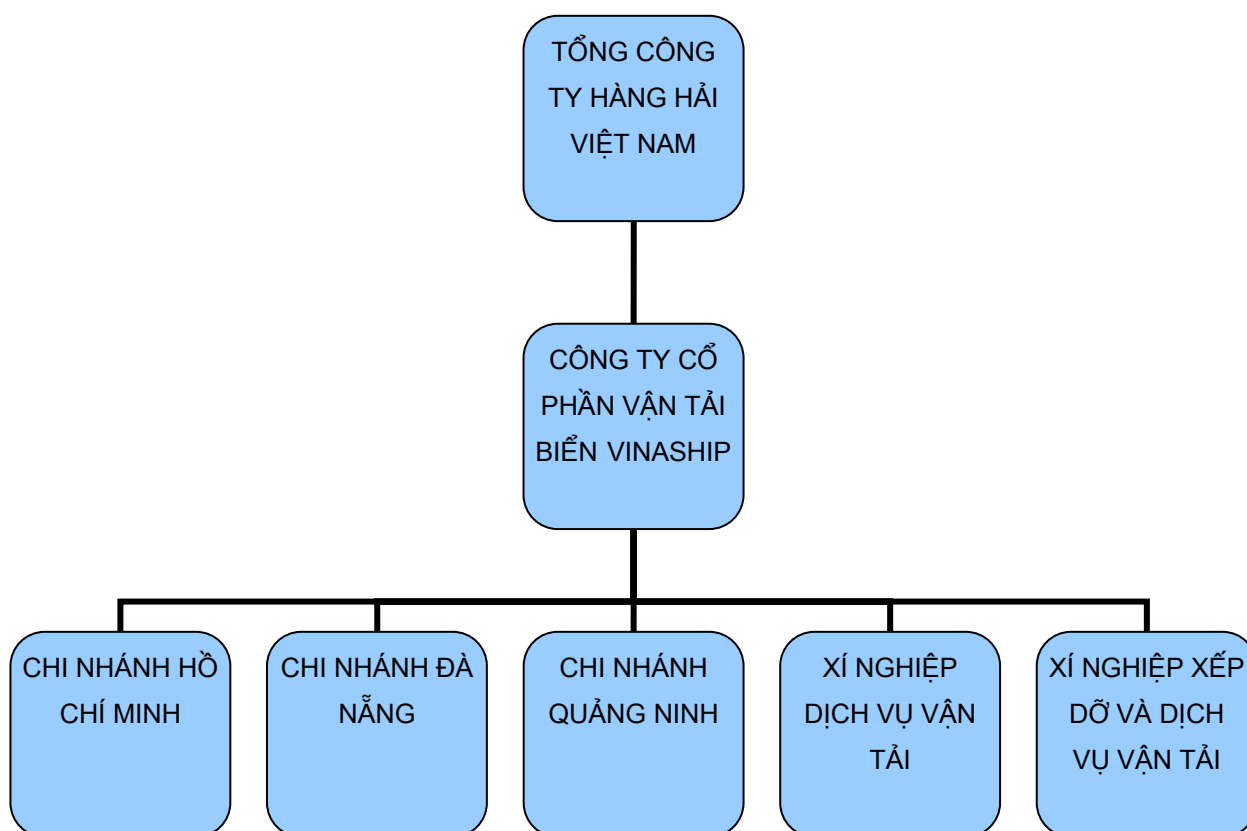 TỔNG CÔNG
TY HÀNG HẢI
VIỆT NAM
CÔNG TY CỔ
PHẦN VẬN TẢI
BIỂN VINASHIP
CHI NHÁNH HỒ
CHÍ MINH
CHI NHÁNH ĐÀ
NẴNG
CHI NHÁNH
QUẢNG NINH
XÍ NGHIỆP
DỊCH VỤ VẬN
TẢI
XÍ NGHIỆP XẾP
DỠ VÀ DỊCH
VỤ VẬN TẢI